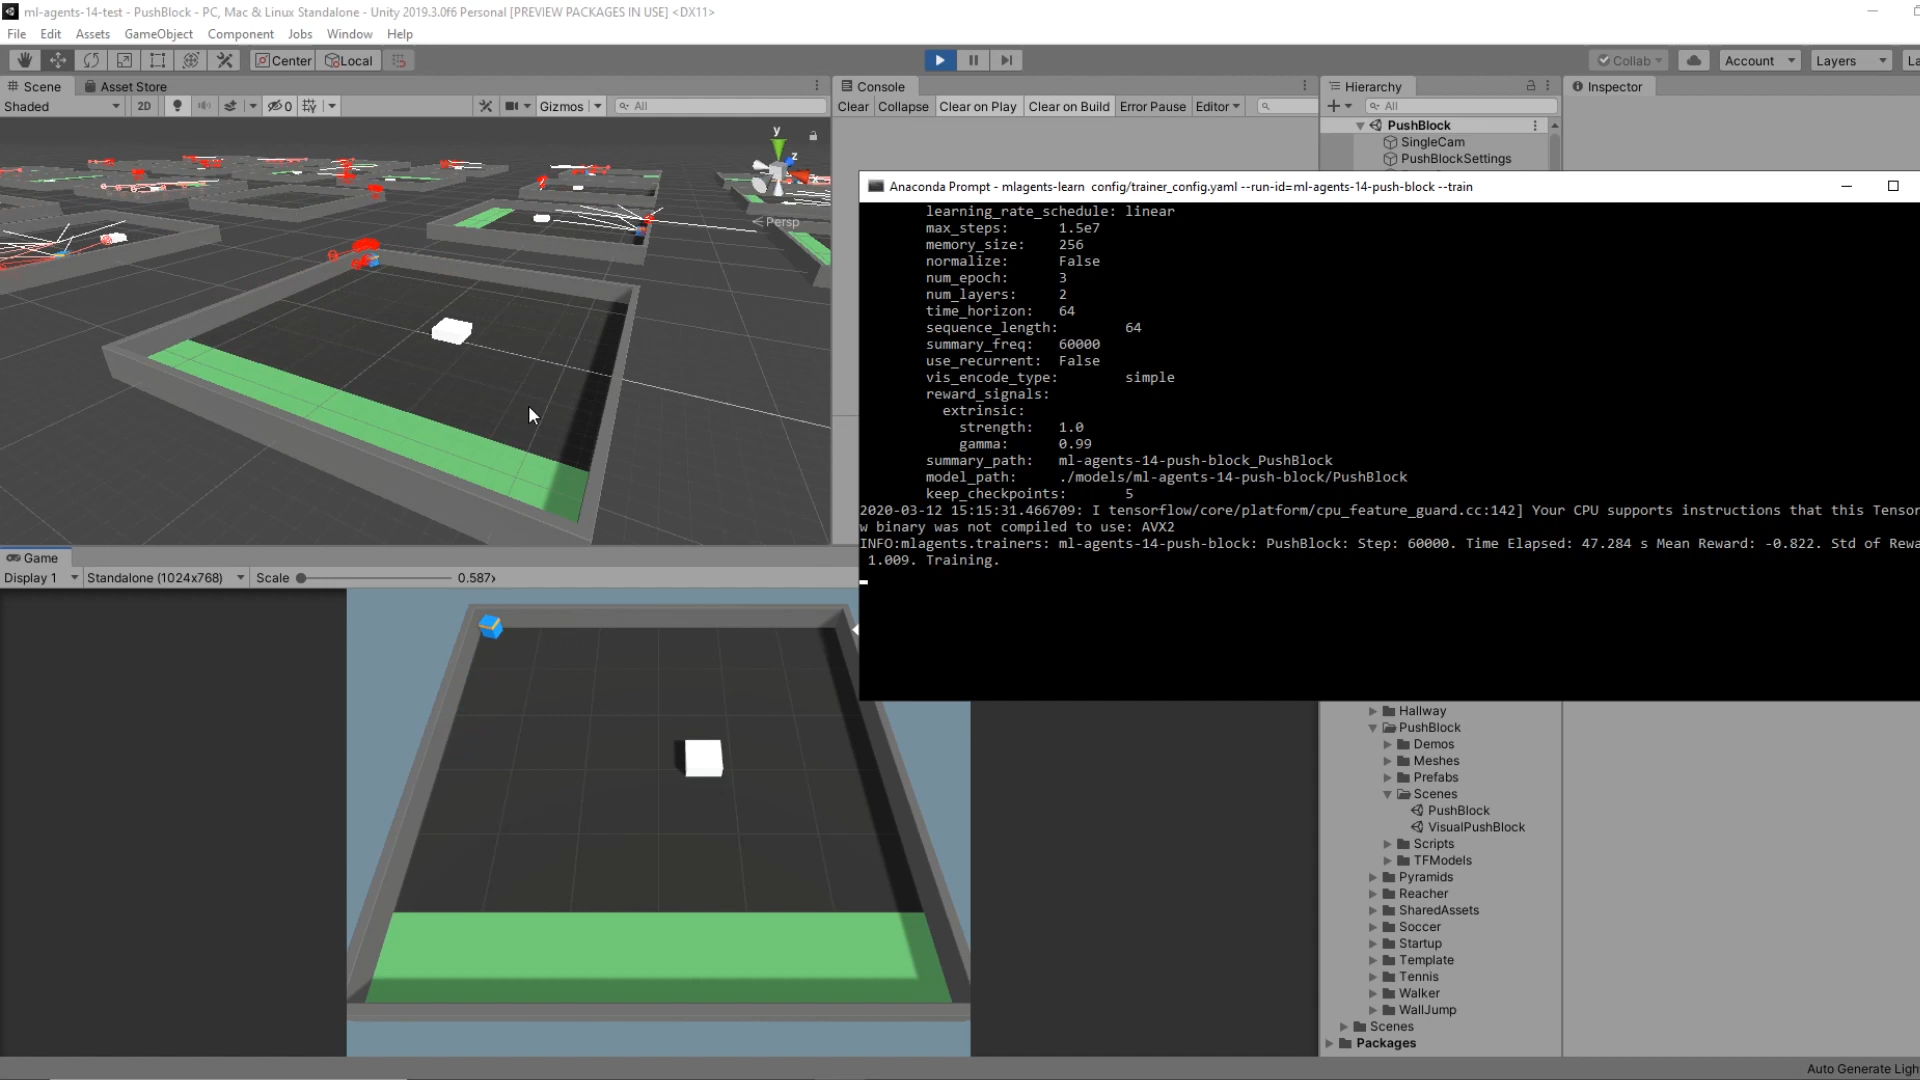 ml-agents-14-test - PushBlock - PC, Mac & Linux Standalone - Unity 2019.3.0f6 Personal [PREVIEW PACKAGES IN USE] <DX11>
File Edit Assets GameObject Component Jobs Window Help
Center Local Collab Account Layers La
Scene Asset Store
Shaded 2D 0 Gizmos All
y
z
Persp
Console
Clear Collapse Clear on Play Clear on Build Error Pause Editor
Hierarchy
All
PushBlock
SingleCam
PushBlockSettings
Inspector
Anaconda Prompt - mlagents-learn config/trainer_config.yaml --run-id=ml-agents-14-push-block --train
learning_rate_schedule: linear
max_steps: 1.5e7
memory_size: 256
normalize: False
num_epoch: 3
num_layers: 2
time_horizon: 64
sequence_length: 64
summary_freq: 60000
use_recurrent: False
vis_encode_type: simple
reward_signals:
extrinsic:
strength: 1.0
gamma: 0.99
summary_path: ml-agents-14-push-block_PushBlock
model_path: ./models/ml-agents-14-push-block/PushBlock
keep_checkpoints: 5
2020-03-12 15:15:31.466709: I tensorflow/core/platform/cpu_feature_guard.cc:142] Your CPU supports instructions that this Tensor
w binary was not compiled to use: AVX2
INFO:mlagents.trainers: ml-agents-14-push-block: PushBlock: Step: 60000. Time Elapsed: 47.284 s Mean Reward: -0.822. Std of Rewa
1.009. Training.
Game
Display 1 Standalone (1024x768) Scale 0.587x
Hallway
PushBlock
Demos
Meshes
Prefabs
Scenes
PushBlock
VisualPushBlock
Scripts
TFModels
Pyramids
Reacher
SharedAssets
Soccer
Startup
Template
Tennis
Walker
WallJump
Scenes
Packages
Auto Generate Ligh